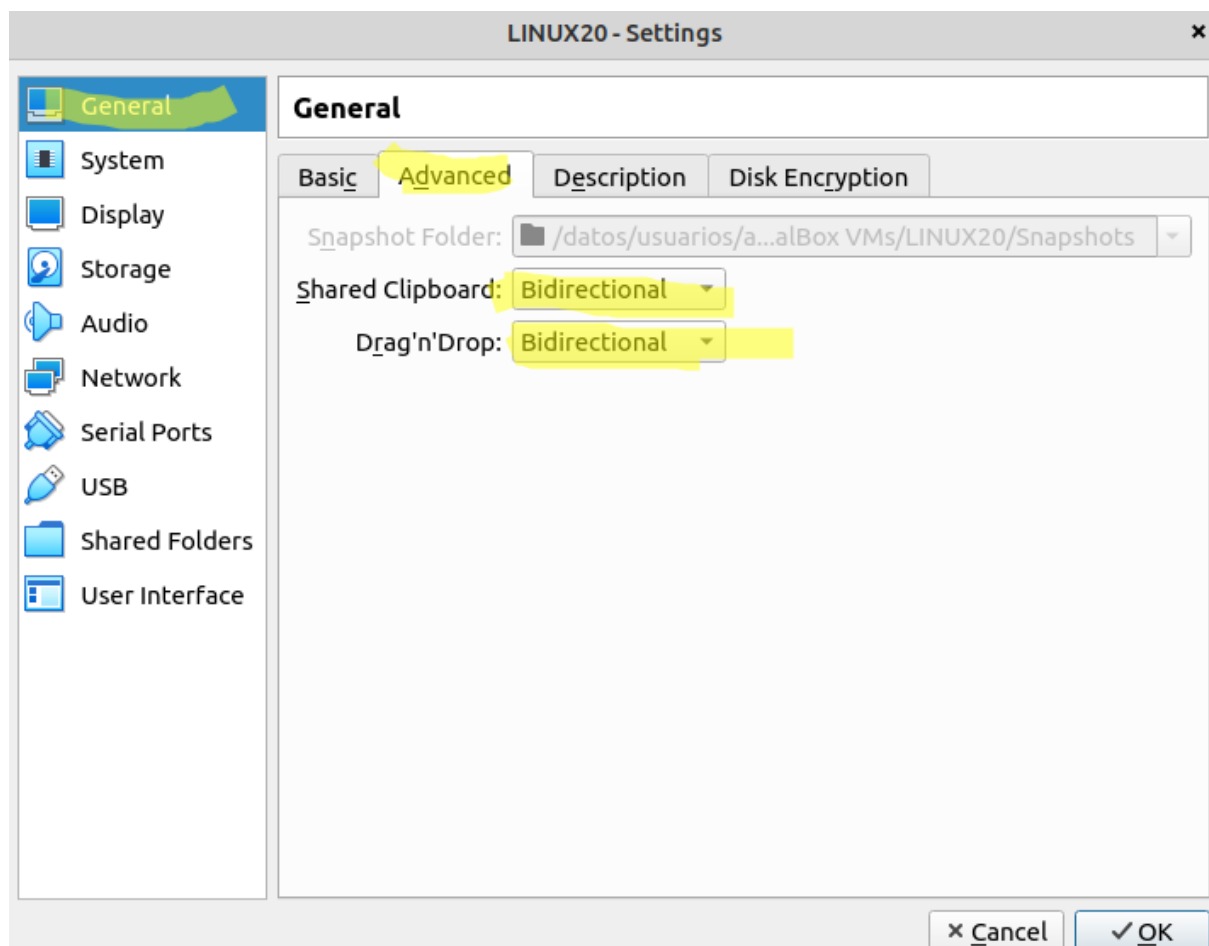 LINUX20 - Settings ×
General
System
Display
Storage
Audio
Network
Serial Ports
USB
Shared Folders
User Interface
General
Basic Advanced Description Disk Encryption
Snapshot Folder: /datos/usuarios/a...alBox VMs/LINUX20/Snapshots
Shared Clipboard: Bidirectional
Drag'n'Drop: Bidirectional
Cancel OK